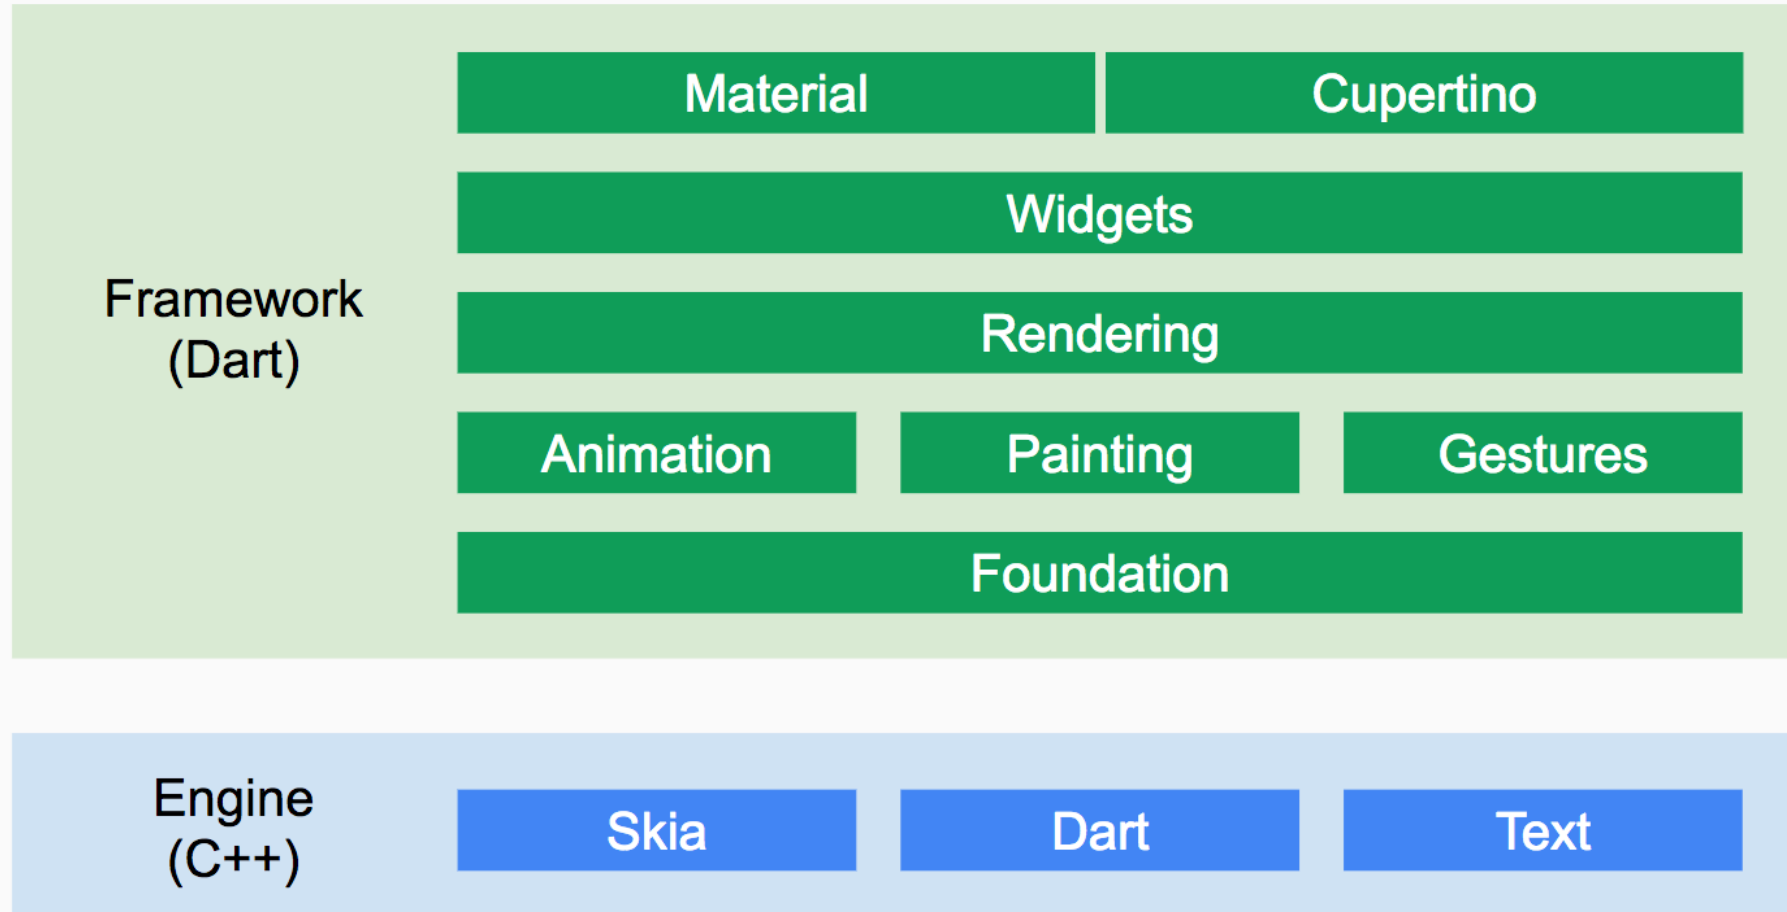 Material
Cupertino
Widgets
Framework
(Dart)
Rendering
Animation
Painting
Gestures
Foundation
Engine
(C++)
Skia
Dart
Text